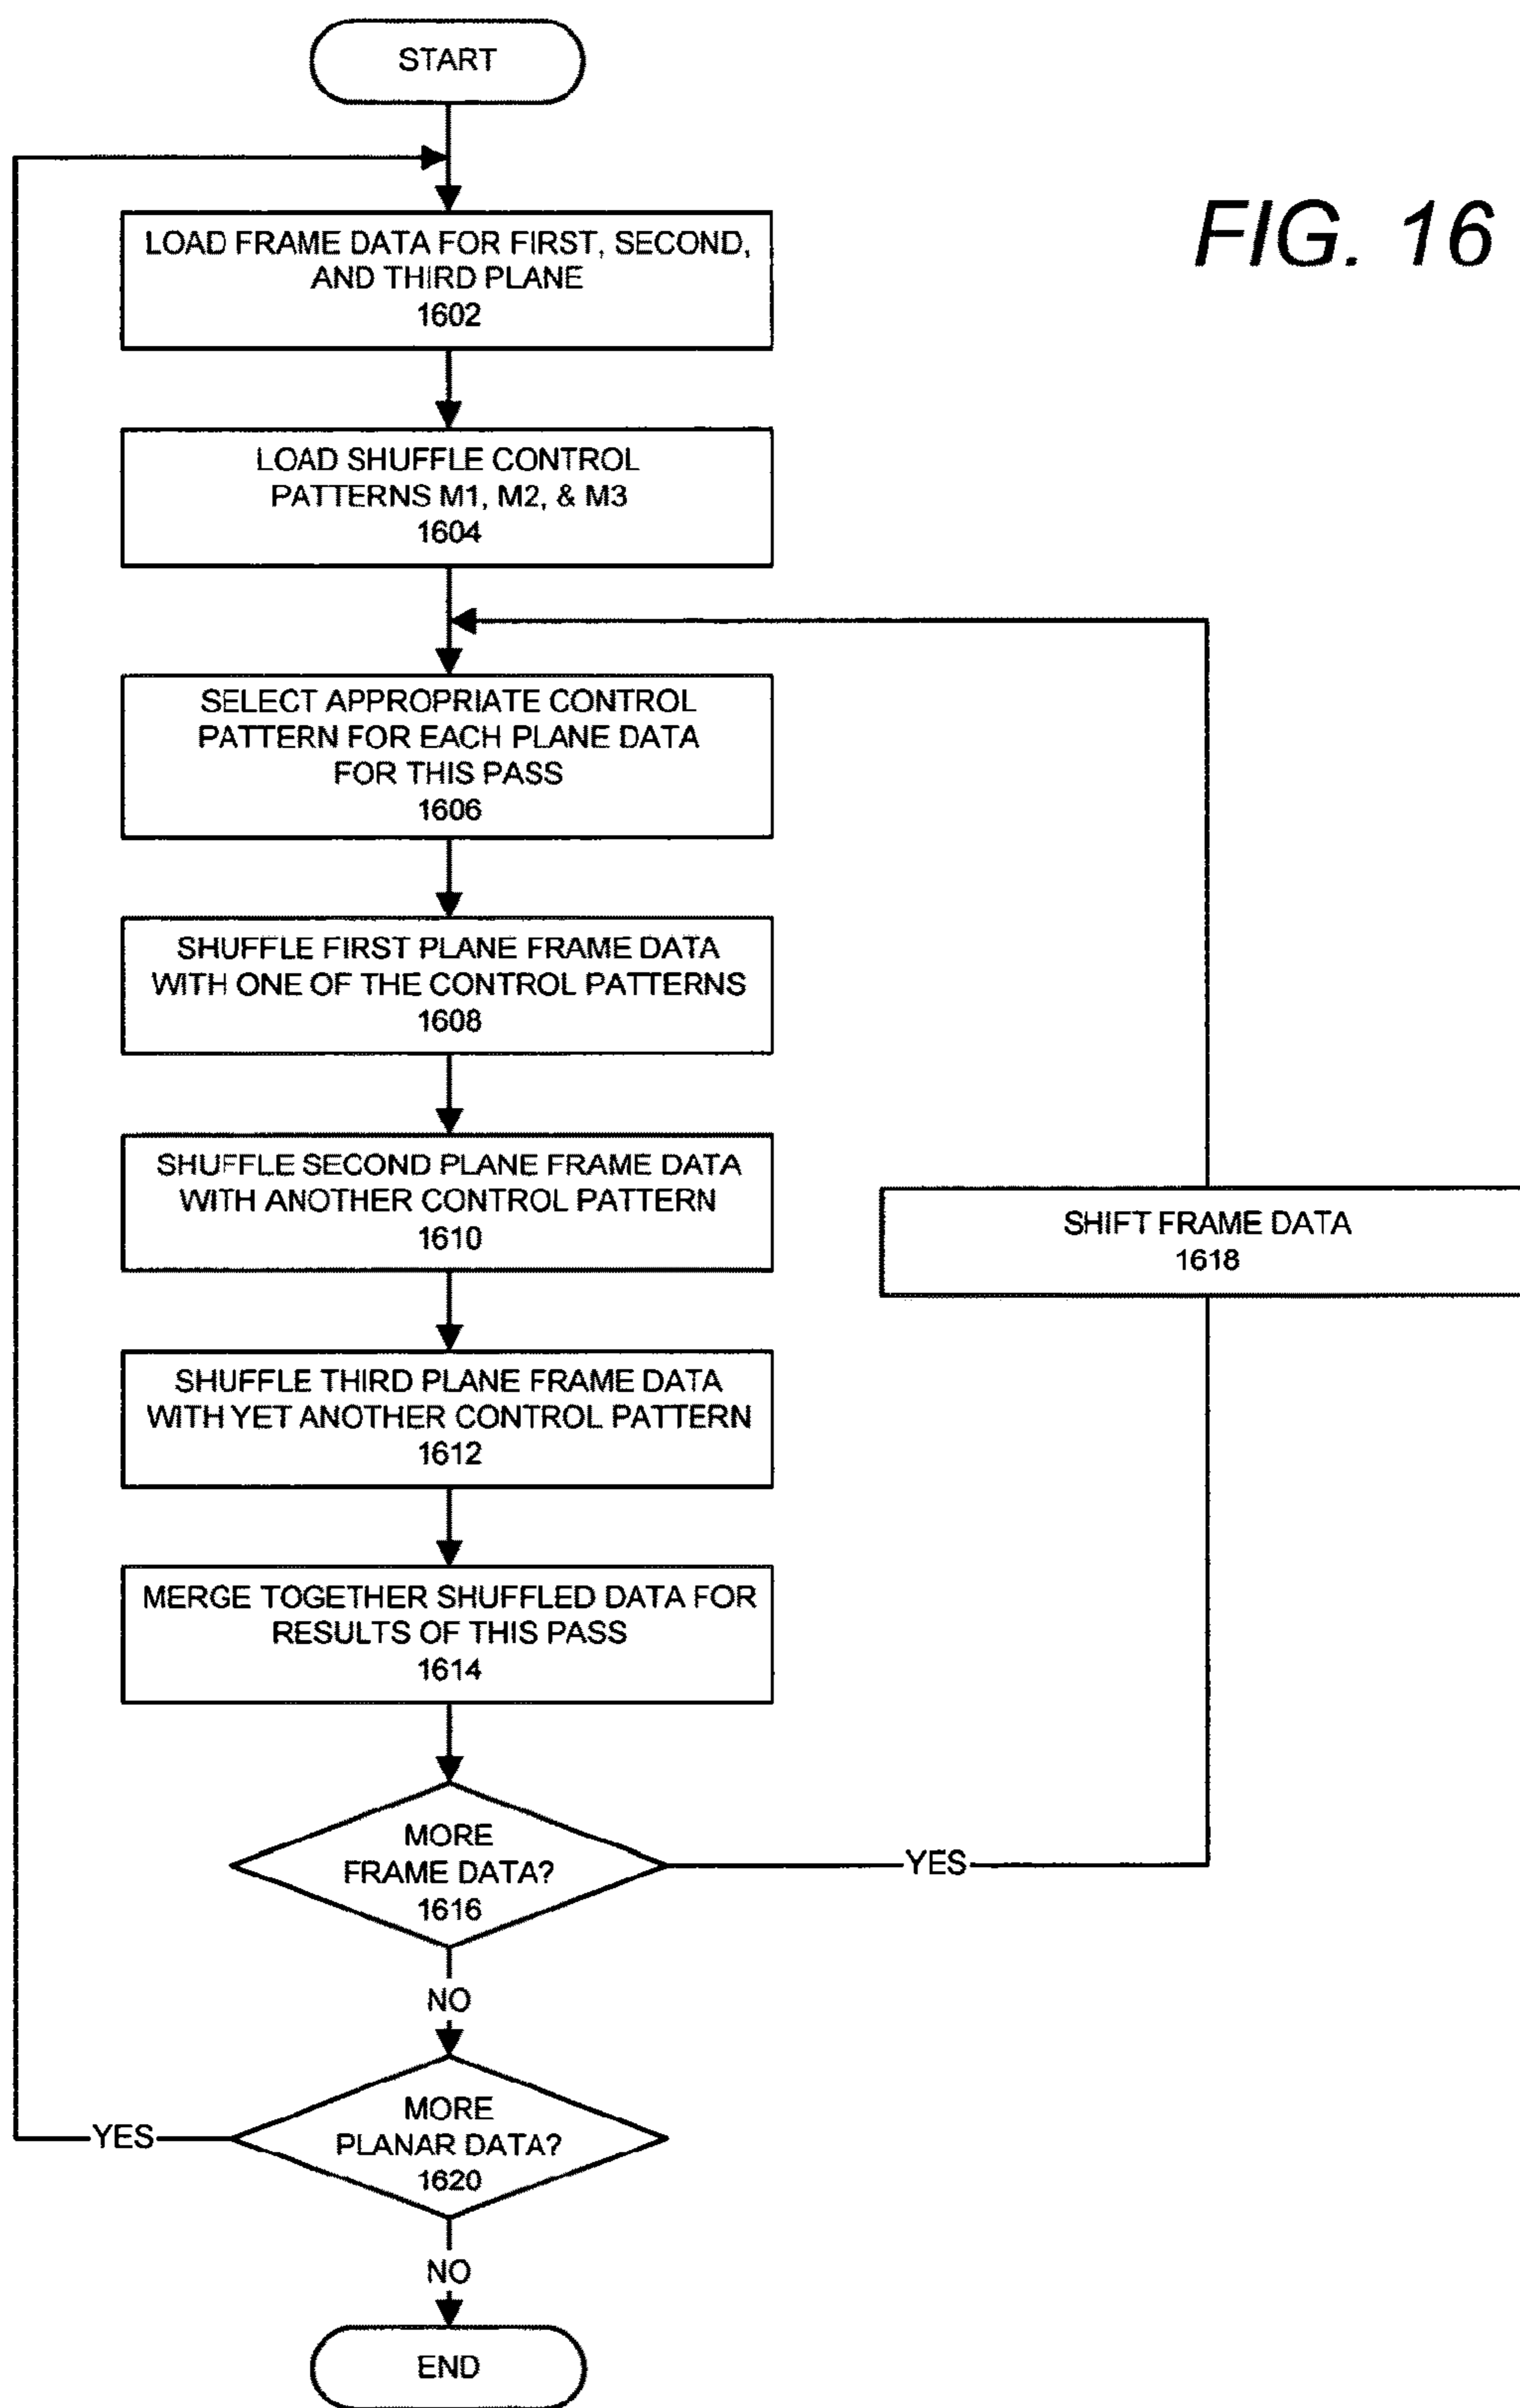 START
FIG. 16
LOAD FRAME DATA FOR FIRST, SECOND,
AND THIRD PLANE
1602
LOAD SHUFFLE CONTROL
PATTERNS M1, M2, & M3
1604
SELECT APPROPRIATE CONTROL
PATTERN FOR EACH PLANE DATA
FOR THIS PASS
1606
SHUFFLE FIRST PLANE FRAME DATA
WITH ONE OF THE CONTROL PATTERNS
1608
SHUFFLE SECOND PLANE FRAME DATA
WITH ANOTHER CONTROL PATTERN
1610
SHIFT FRAME DATA
1618
SHUFFLE THIRD PLANE FRAME DATA
WITH YET ANOTHER CONTROL PATTERN
1612
MERGE TOGETHER SHUFFLED DATA FOR
RESULTS OF THIS PASS
1614
MORE
FRAME DATA?
1616
YES
NO
MORE
PLANAR DATA?
1620
YES
NO
END